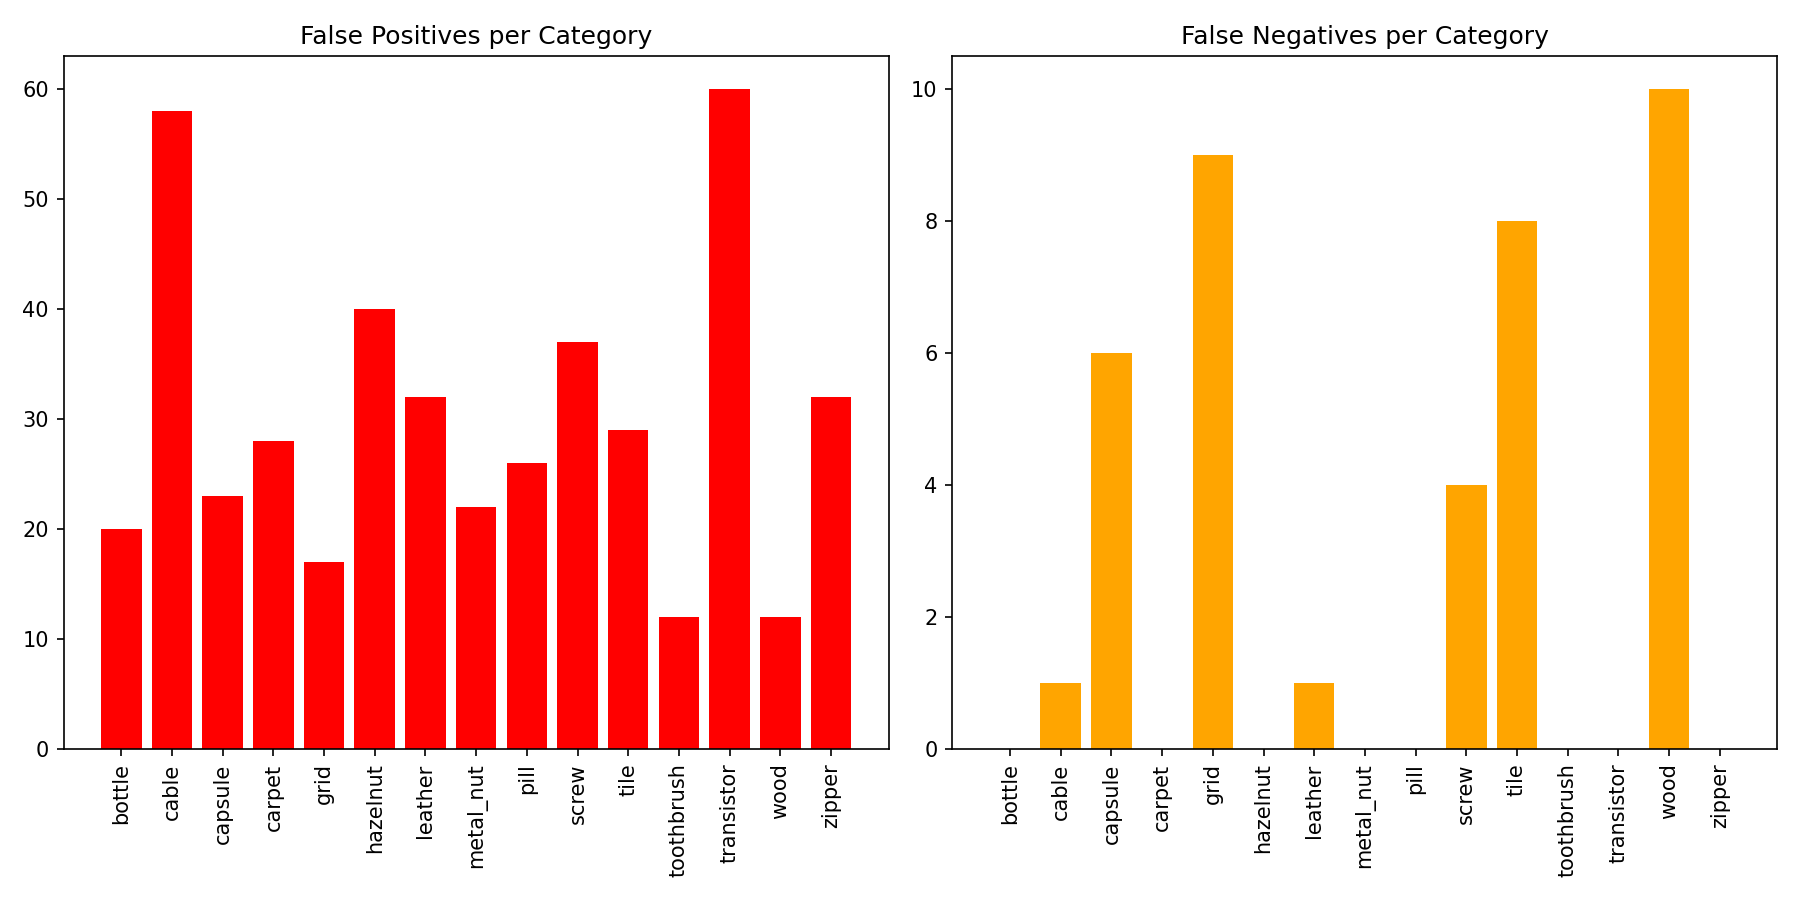 False Positives per Category
60
50
40
30
20
10
0
bottle
cable
capsule
carpet
grid
hazelnut
leather
metal_nut
pill
screw
tile
toothbrush
transistor
wood
zipper
False Negatives per Category
10
8
6
4
2
0
bottle
cable
capsule
carpet
grid
hazelnut
leather
metal_nut
pill
screw
tile
toothbrush
transistor
wood
zipper